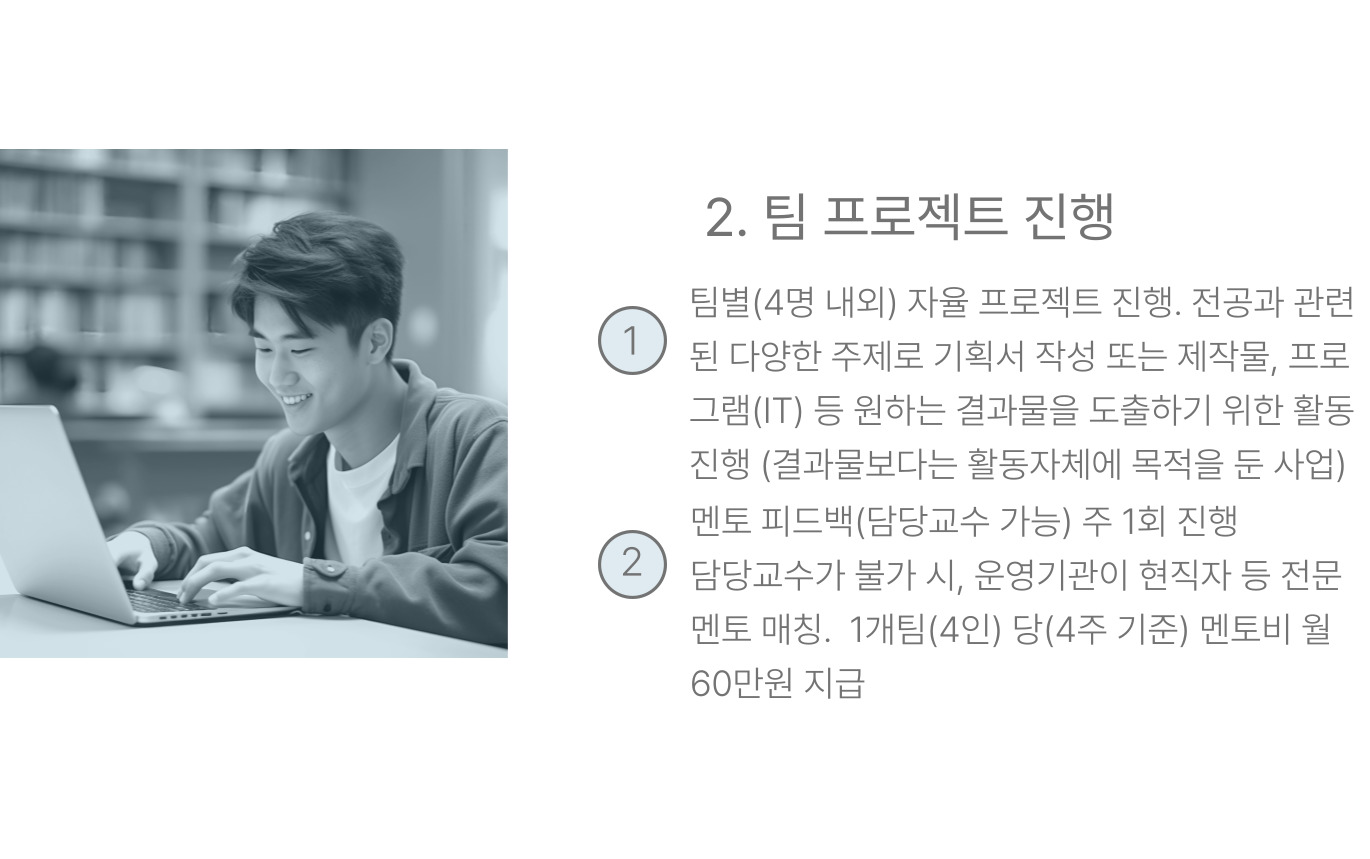 2. 팀 프로젝트 진행
1
팀별(4명 내외) 자율 프로젝트 진행. 전공과 관련
된 다양한 주제로 기획서 작성 또는 제작물, 프로
그램(IT) 등 원하는 결과물을 도출하기 위한 활동
진행 (결과물보다는 활동자체에 목적을 둔 사업)
2
멘토 피드백(담당교수 가능) 주 1회 진행
담당교수가 불가 시, 운영기관이 현직자 등 전문
멘토 매칭.  1개팀(4인) 당(4주 기준) 멘토비 월
60만원 지급